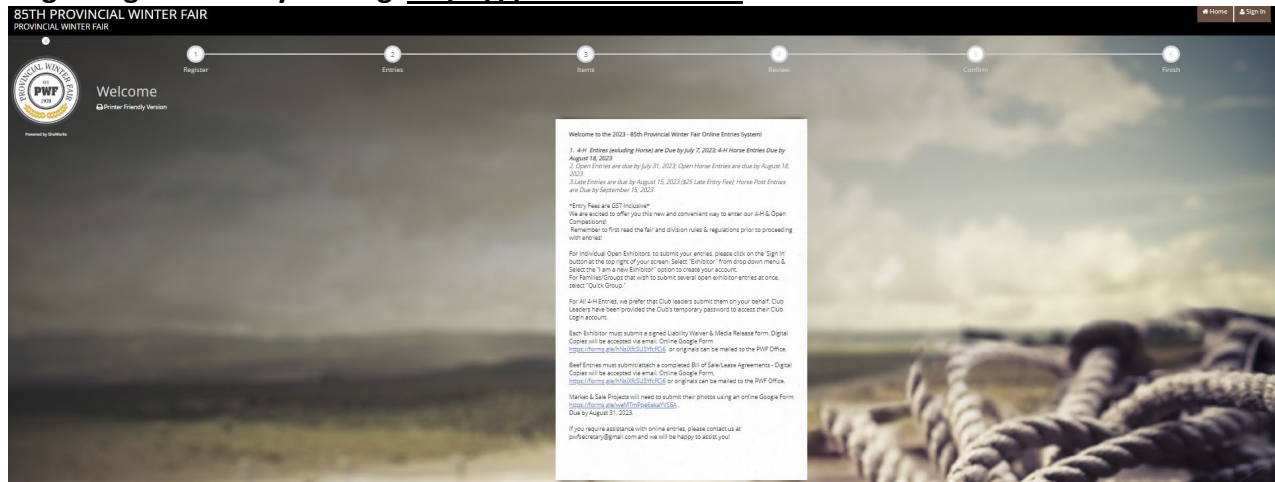 85TH PROVINCIAL WINTER FAIR
PROVINCIAL WINTER FAIR
Home
Sign In
1
2
3
Register
Entries
Items
Review
Confirm
Finish
PROVINCIAL WINTER FAIR
PWF
Welcome
Printer Friendly Version
Powered by ShoWorks
Welcome to the 2023 - 85th Provincial Winter Fair Online Entries System!
1. 4-H Entires (exluding Horse) are Due by July 7, 2023; 4-H Horse Entries Due by
August 18, 2023
2. Open Entries are due by July 31, 2023; Open Horse Entries are due by August 18,
2023
3.Late Entries are due by August 15, 2023 ($25 Late Entry Fee); Horse Post Entries
are Due by September 15, 2023
*Entry Fees are GST Inclusive*
We are excited to offer you this new and convenient way to enter our 4-H & Open
Competitions!
Remember to first read the fair and division rules & regulations prior to proceeding
with entries!
For Individual Open Exhibitors, to submit your entries, please click on the 'Sign In'
button at the top right of your screen. Select "Exhibitor" from drop down menu &
Select the "I am a new Exhibitor" option to create your account.
For Families/Groups that wish to submit several open exhibitor entries at once,
select "Quick Group."
For All 4-H Entries, we prefer that Club leaders submit them on your behalf. Club
Leaders have been provided the Club's temporary password to access their Club
Login account.
Each Exhibitor must submit a signed Liability Waiver & Media Release form. Digital
Copies will be accepted via email, Online Google Form
or originals can be mailed to the PWF Office.
Beef Entries must submit/attach a completed Bill of Sale/Lease Agreements - Digital
Copies will be accepted via email, Online Google Form,
or originals can be mailed to the PWF Office.
Market & Sale Projects will need to submit their photos using an online Google Form
Due by August 31, 2023.
If you require assistance with online entries, please contact us at
pwfsecretary@gmail.com and we will be happy to assist you!